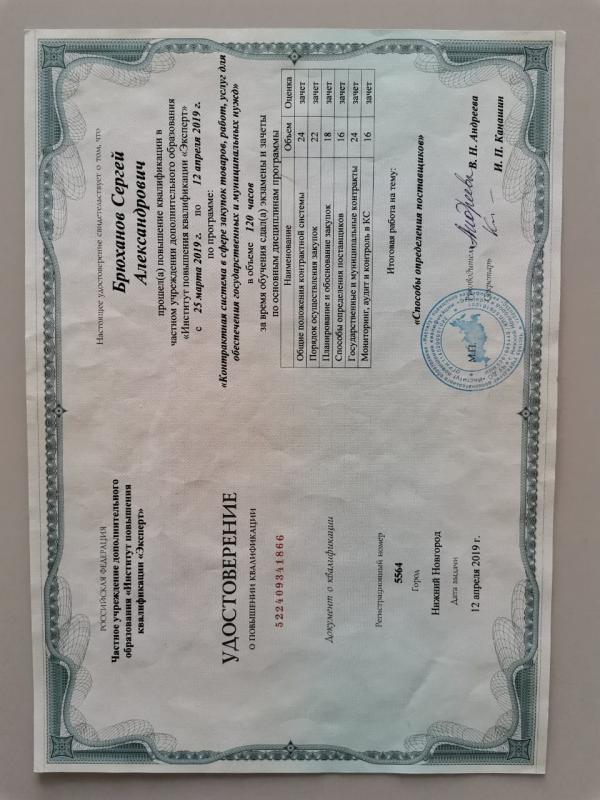 РОССИЙСКАЯ ФЕДЕРАЦИЯ
Частное учреждение дополнительного
образования «Институт повышения
квалификации «Эксперт»
УДОСТОВЕРЕНИЕ
О ПОВЫШЕНИИ КВАЛИФИКАЦИИ
522409341866
Документ о квалификации
Регистрационный номер
5564
Город
Нижний Новгород
Дата выдачи
12 апреля 2019 г.
Настоящее удостоверение свидетельствует о том, что
Брюханов Сергей
Александрович
прошел(а) повышение квалификации в
частном учреждении дополнительного образования
«Институт повышения квалификации «Эксперт»
с 25 марта 2019 г. по 12 апреля 2019 г.
по программе:
«Контрактная система в сфере закупок товаров, работ, услуг для
обеспечения государственных и муниципальных нужд»
в объеме 120 часов
за время обучения сдал(а) экзамены и зачеты
по основным дисциплинам программы
Наименование Объем Оценка
Общие положения контрактной системы 24 зачет
Порядок осуществления закупок 22 зачет
Планирование и обоснование закупок 18 зачет
Способы определения поставщиков 16 зачет
Государственные и муниципальные контракты 24 зачет
Мониторинг, аудит и контроль в КС 16 зачет
Итоговая работа на тему:
«Способы определения поставщиков»
М.П. Руководитель В. Н. Андреева
Секретарь И. П. Канашин